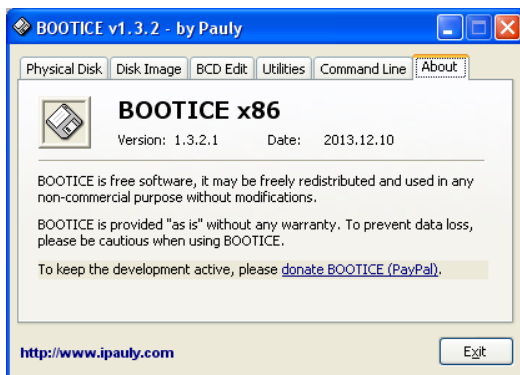 BOOTICE v1.3.2 - by Pauly
Physical Disk Disk Image BCD Edit Utilities Command Line About
BOOTICE x86
Version: 1.3.2.1 Date: 2013.12.10
BOOTICE is free software, it may be freely redistributed and used in any
non-commercial purpose without modifications.
BOOTICE is provided "as is" without any warranty. To prevent data loss,
please be cautious when using BOOTICE.
To keep the development active, please donate BOOTICE (PayPal).
http://www.ipauly.com Exit